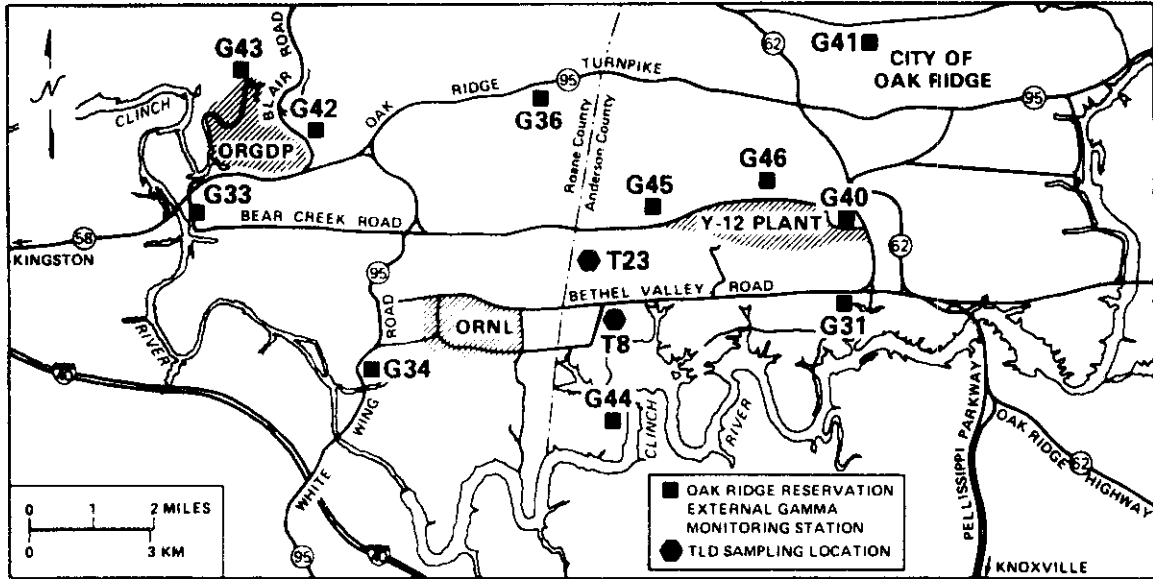 N
G43
BLAIR ROAD
CLINCH
G42
ORGDP
G33
OAK RIDGE TURNPIKE
95
G36
Roane County
Anderson County
62
G41
CITY OF
OAK RIDGE
95
G46
G45
G40
Y-12 PLANT
BEAR CREEK ROAD
58
KINGSTON
95
T23
62
BETHEL VALLEY ROAD
RIVER
ROAD
ORNL
T8
G31
G34
G44
WING
WHITE
CLINCH
RIVER
PELLISSIPPI PARKWAY
OAK RIDGE
62
HIGHWAY
0 1 2 MILES
0 3 KM
95
OAK RIDGE RESERVATION
EXTERNAL GAMMA
MONITORING STATION
TLD SAMPLING LOCATION
KNOXVILLE